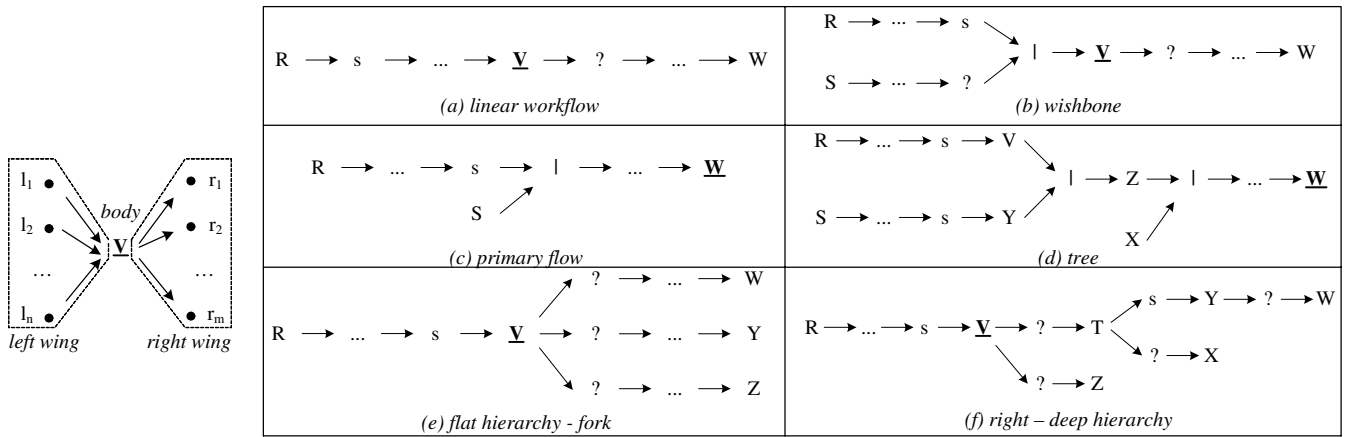 l1
l2
...
ln
left wing
body
V
r1
r2
...
rm
right wing
R s ... V ? ... W
(a) linear workflow
R ... s
| V ? ... W
S ... ?
(b) wishbone
R ... s | ... W
S
(c) primary flow
R ... s V
| Z | ... W
S ... s Y
X
(d) tree
? ... W
R ... s V ? ... Y
? ... Z
(e) flat hierarchy - fork
s Y ? W
R ... s V ? T
? X
? Z
(f) right – deep hierarchy